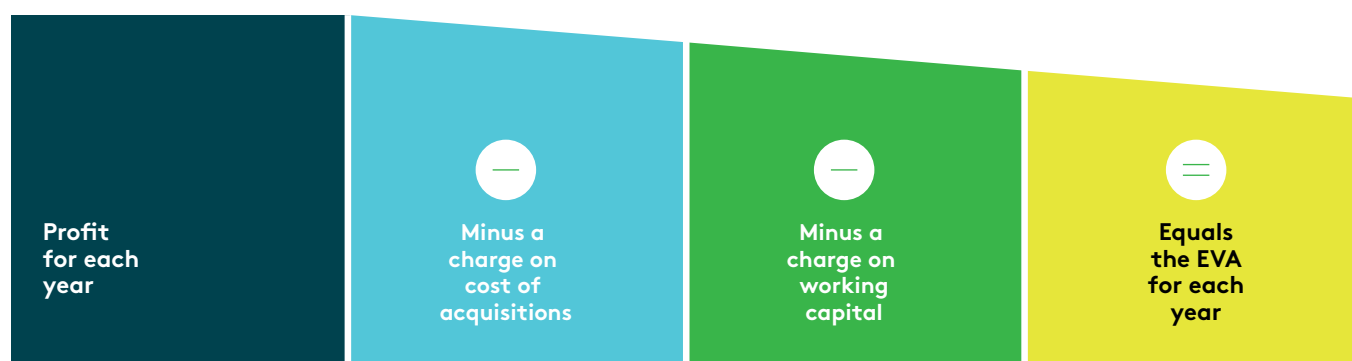 Profit
for each
year
Minus a
charge on
cost of
acquisitions
Minus a
charge on
working
capital
Equals
the EVA
for each
year